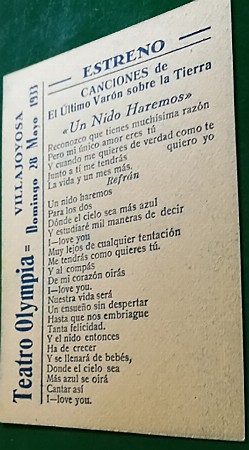 Teatro Olympia=
VILLAJOYOSA
Domingo 28 Mayo 1933
ESTRENO
CANCIONES de
El Último Varón sobre la Tierra
«Un Nido Haremos»
Reconozco que tienes muchísima razón
Pero mi único amor eres tú
Y cuando me quieres de verdad como te
quiero yo
Junto a ti me tendrás
La vida y un mes más.
Refrán
Un nido haremos
Para los dos
Donde el cielo sea más azul
Y estudiaré mil maneras de decir
I—love you
Muy lejos de cualquier tentación
Me tendrás como quieres tú.
Y al compás
De mi corazón oirás
I—love you.
Nuestra vida será
Un ensueño sin despertar
Hasta que nos embriague
Tanta felicidad.
Y el nido entonces
Ha de crecer
Y se llenará de bebés,
Donde el cielo sea
Más azul se oirá
Cantar así
I—love you.